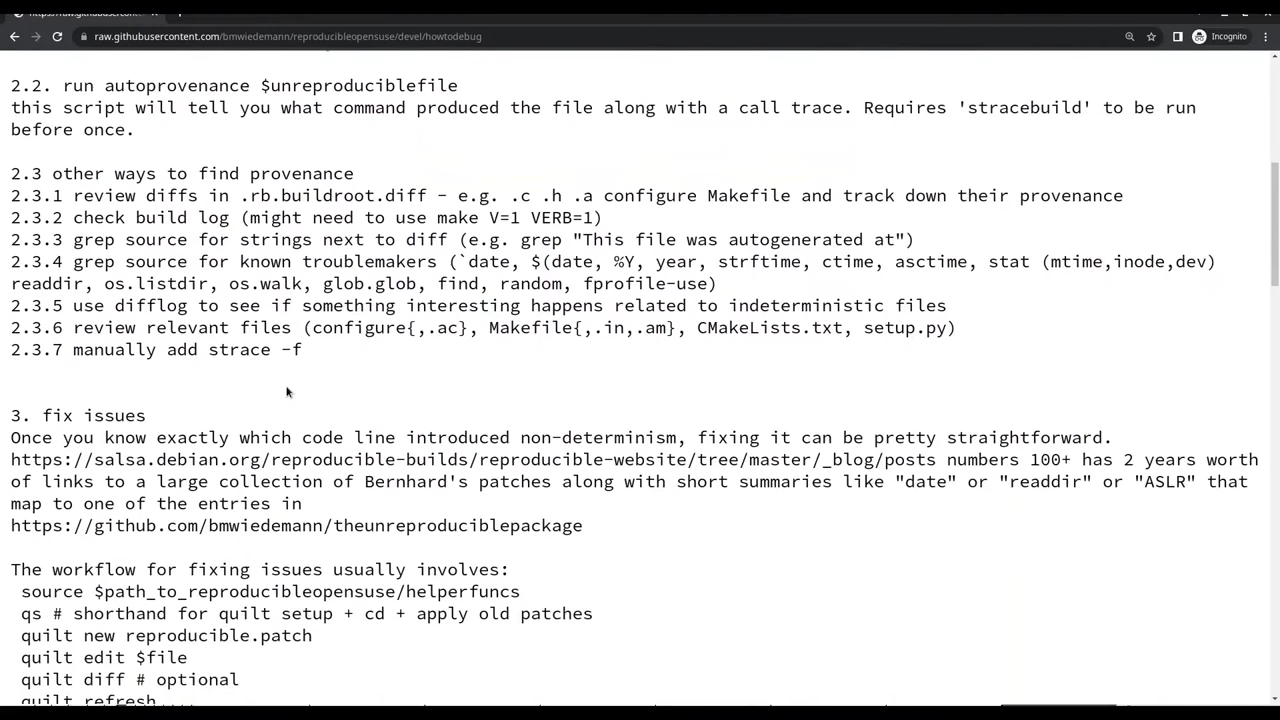 raw.githubusercontent.com/bmwiedemann/reproducibleopensuse/devel/howtodebug
Incognito
2.2. run autoprovenance $unreproduciblefile
this script will tell you what command produced the file along with a call trace. Requires 'stracebuild' to be run
before once.
2.3 other ways to find provenance
2.3.1 review diffs in .rb.buildroot.diff - e.g. .c .h .a configure Makefile and track down their provenance
2.3.2 check build log (might need to use make V=1 VERB=1)
2.3.3 grep source for strings next to diff (e.g. grep "This file was autogenerated at")
2.3.4 grep source for known troublemakers (`date, $(date, %Y, year, strftime, ctime, asctime, stat (mtime,inode,dev)
readdir, os.listdir, os.walk, glob.glob, find, random, fprofile-use)
2.3.5 use difflog to see if something interesting happens related to indeterministic files
2.3.6 review relevant files (configure{,.ac}, Makefile{,.in,.am}, CMakeLists.txt, setup.py)
2.3.7 manually add strace -f
3. fix issues
Once you know exactly which code line introduced non-determinism, fixing it can be pretty straightforward.
https://salsa.debian.org/reproducible-builds/reproducible-website/tree/master/_blog/posts numbers 100+ has 2 years worth
of links to a large collection of Bernhard's patches along with short summaries like "date" or "readdir" or "ASLR" that
map to one of the entries in
https://github.com/bmwiedemann/theunreproduciblepackage
The workflow for fixing issues usually involves:
source $path_to_reproducibleopensuse/helperfuncs
qs # shorthand for quilt setup + cd + apply old patches
quilt new reproducible.patch
quilt edit $file
quilt diff # optional
quilt refresh